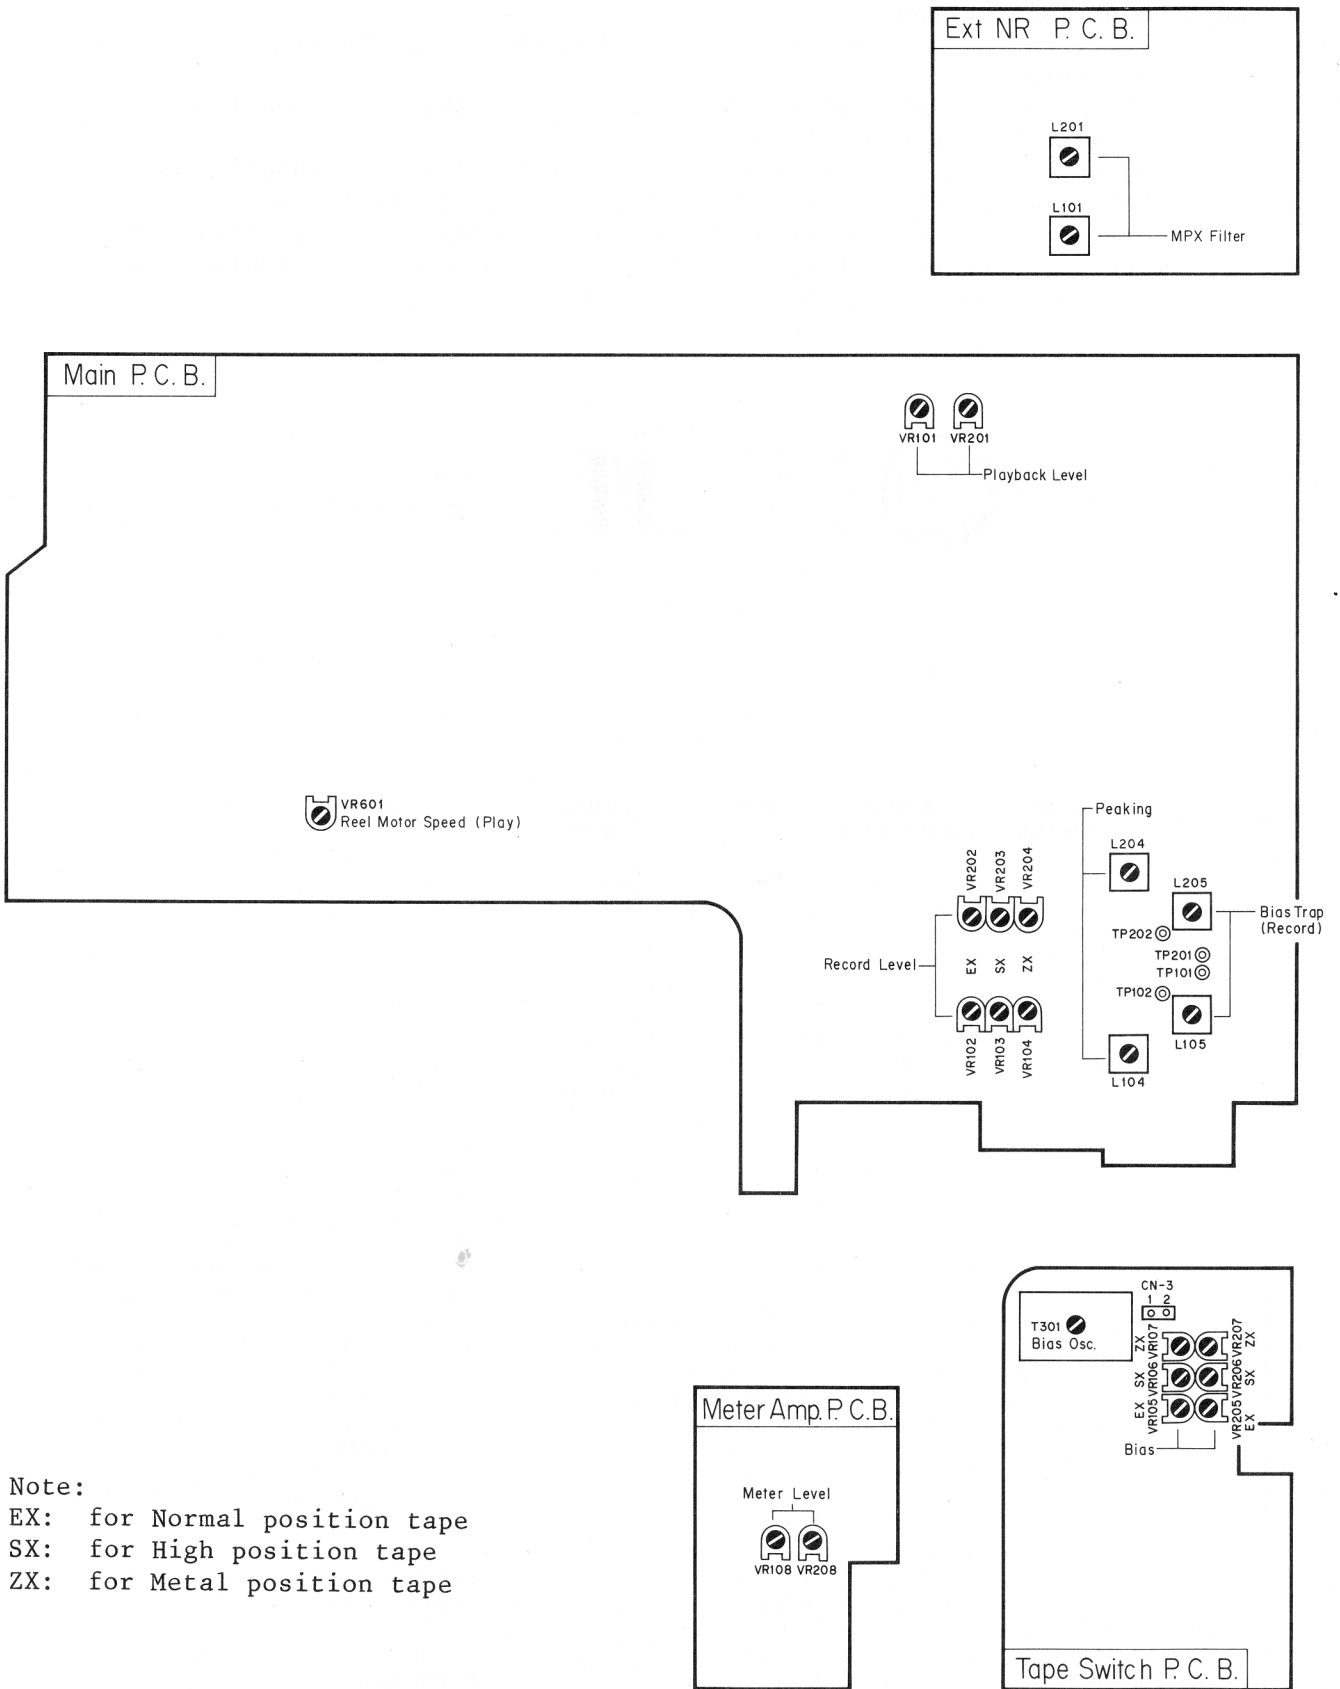 Ext NR P. C. B.
L201
L101
MPX Filter
Main P. C. B.
VR101 VR201
Playback Level
VR601
Reel Motor Speed (Play)
Peaking
L204
L205
Bias Trap
(Record)
TP202
TP201
TP101
TP102
L105
L104
VR202 VR203 VR204
Record Level
EX SX ZX
VR102 VR103 VR104
CN-3
1 2
T301
Bias Osc.
ZX VR107 VR207 ZX
SX VR106 VR206 SX
EX VR105 VR205 EX
Bias
Tape Switch P. C. B.
Meter Amp. P. C. B.
Meter Level
VR108 VR208
Note:
EX: for Normal position tape
SX: for High position tape
ZX: for Metal position tape